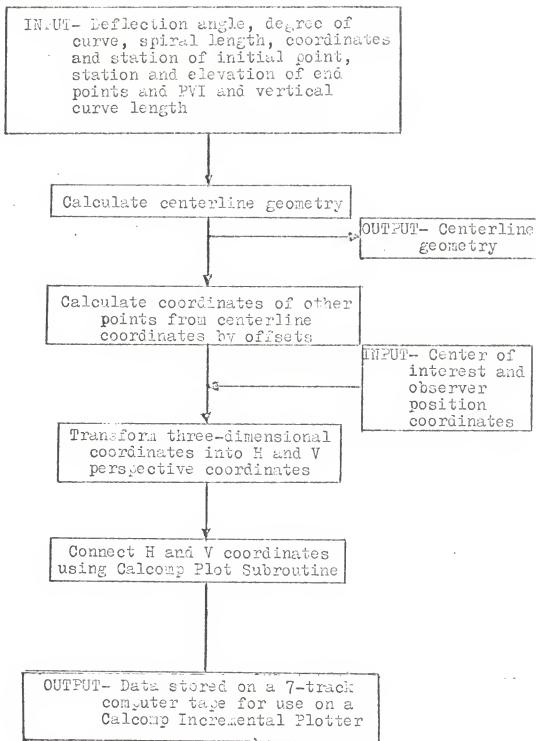 INPUT- Deflection angle, degree of
curve, spiral length, coordinates
and station of initial point,
station and elevation of end
points and PVI and vertical
curve length
Calculate centerline geometry
OUTPUT- Centerline
geometry
Calculate coordinates of other
points from centerline
coordinates by offsets
INPUT- Center of
interest and
observer
position
coordinates
Transform three-dimensional
coordinates into H and V
perspective coordinates
Connect H and V coordinates
using Calcomp Plot Subroutine
OUTPUT- Data stored on a 7-track
computer tape for use on a
Calcomp Incremental Plotter